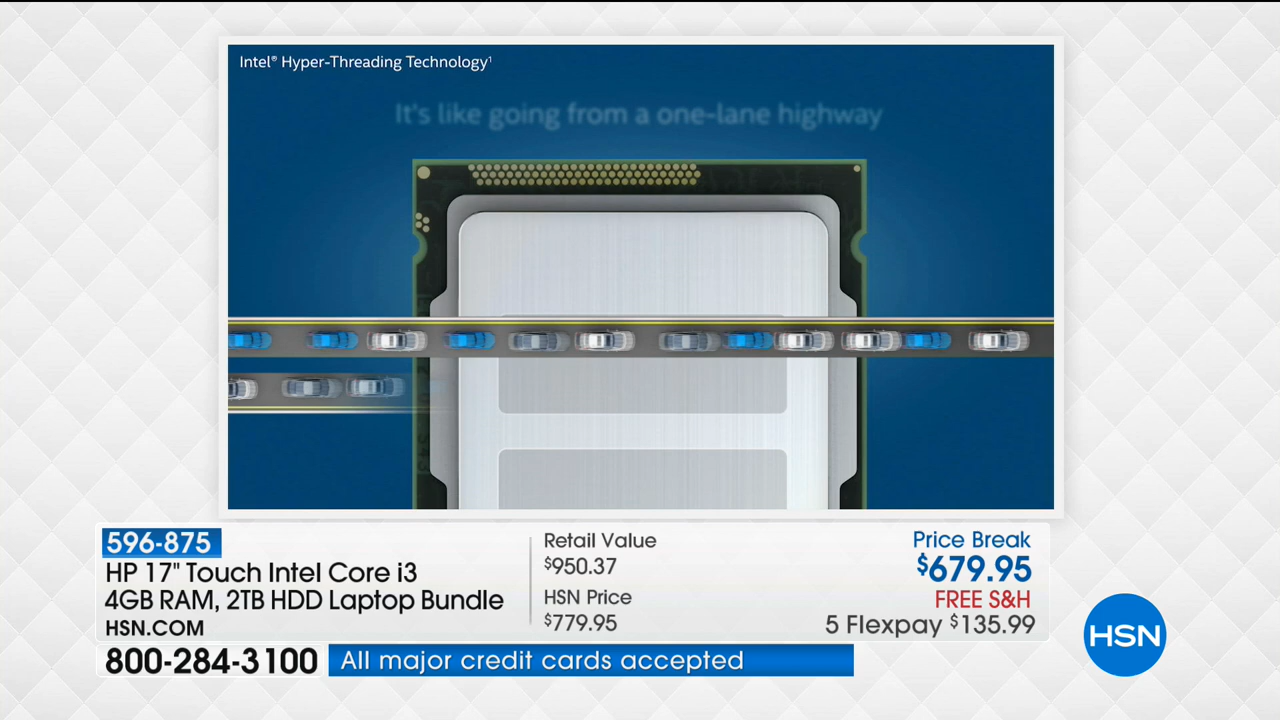 Intel® Hyper-Threading Technology¹
It's like going from a one-lane highway
596-875
HP 17" Touch Intel Core i3
4GB RAM, 2TB HDD Laptop Bundle
HSN.COM
Retail Value
$950.37
HSN Price
$779.95
Price Break
$679.95
FREE S&H
5 Flexpay $135.99
800-284-3100
All major credit cards accepted
HSN